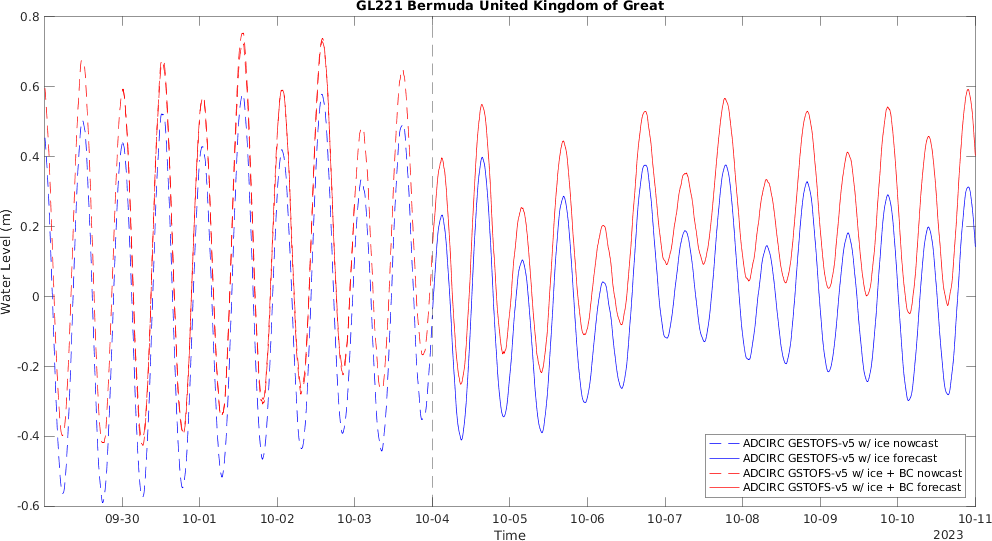 GL221 Bermuda United Kingdom of Great
Water Level (m)
0.8
0.6
0.4
0.2
0
-0.2
-0.4
-0.6
09-30 10-01 10-02 10-03 10-04 10-05 10-06 10-07 10-08 10-09 10-10 10-11
Time
2023
ADCIRC GESTOFS-v5 w/ ice nowcast
ADCIRC GESTOFS-v5 w/ ice forecast
ADCIRC GSTOFS-v5 w/ ice + BC nowcast
ADCIRC GSTOFS-v5 w/ ice + BC forecast